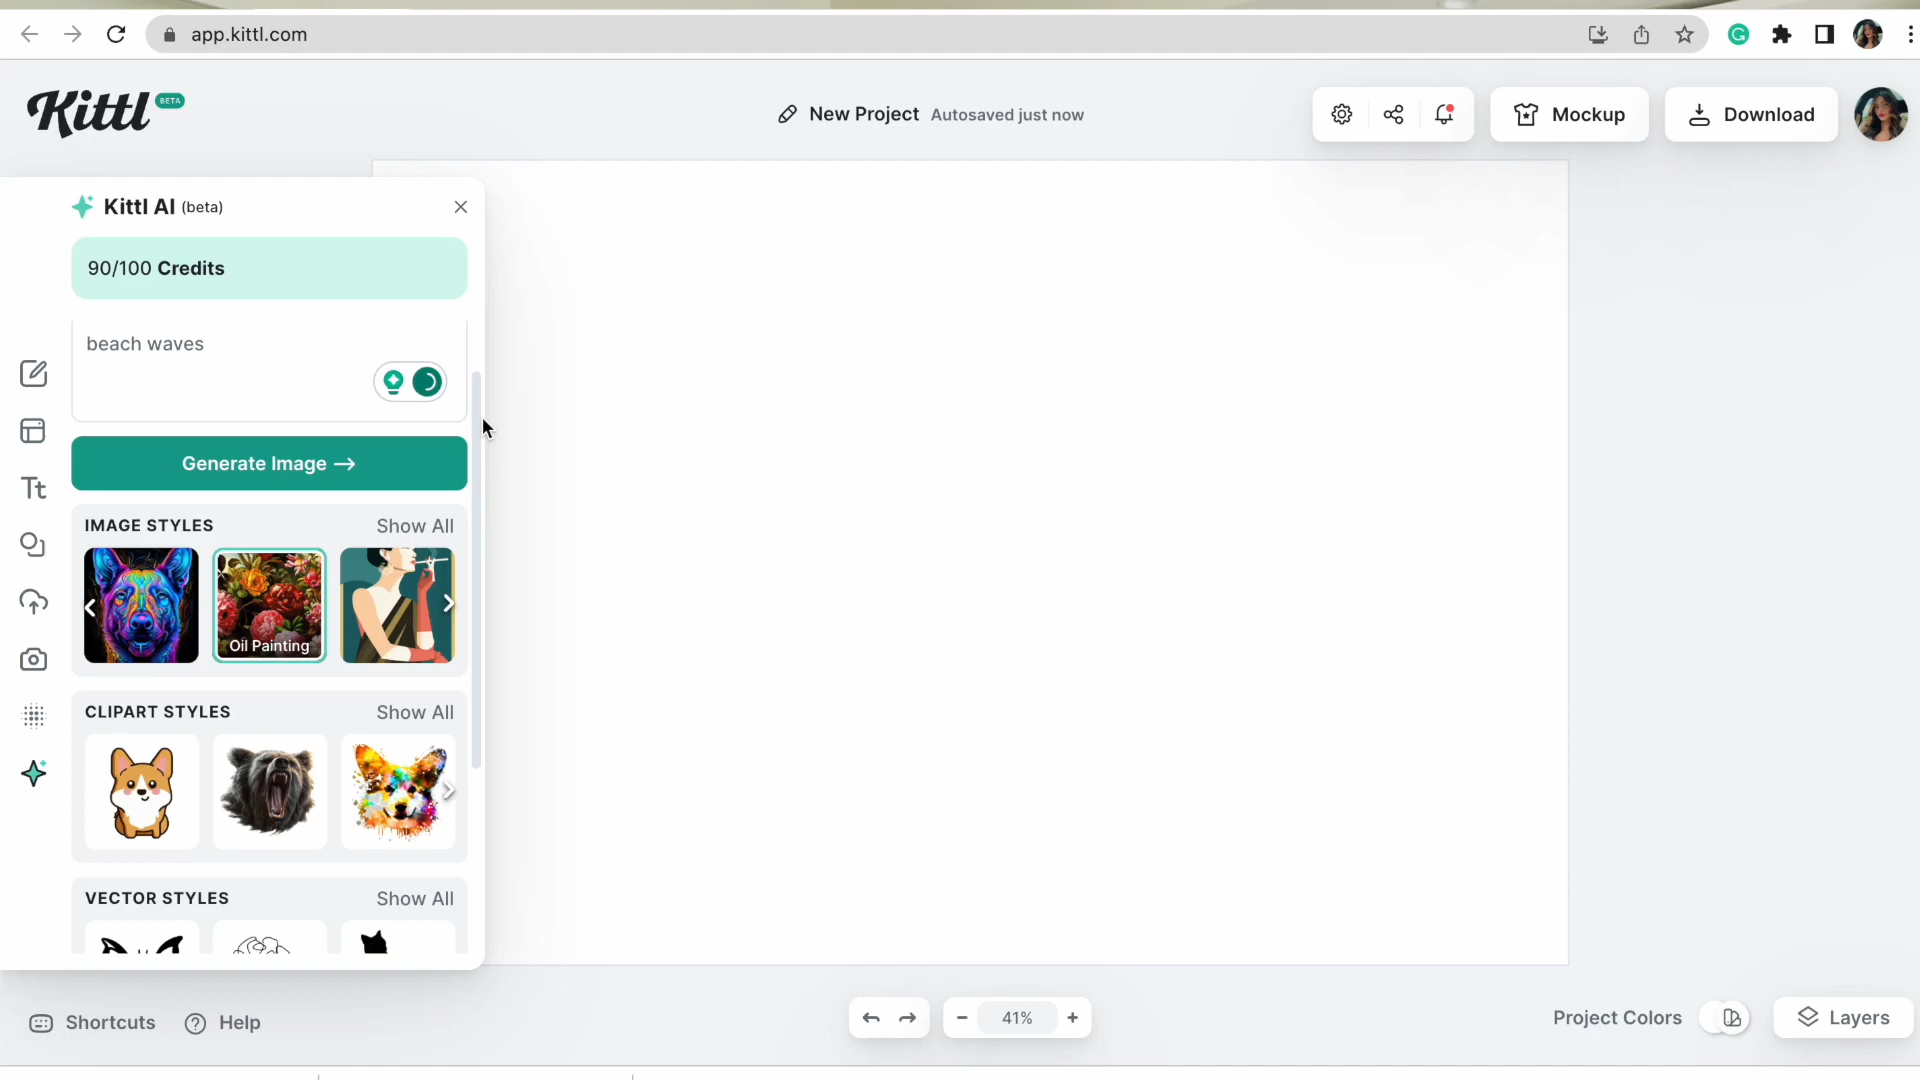 app.kittl.com
Kittl BETA
New Project Autosaved just now
Mockup
Download
Kittl AI (beta)
90/100 Credits
beach waves
Generate Image →
IMAGE STYLES Show All
Oil Painting
CLIPART STYLES Show All
VECTOR STYLES Show All
Tt
Shortcuts
Help
41%
Project Colors
Layers